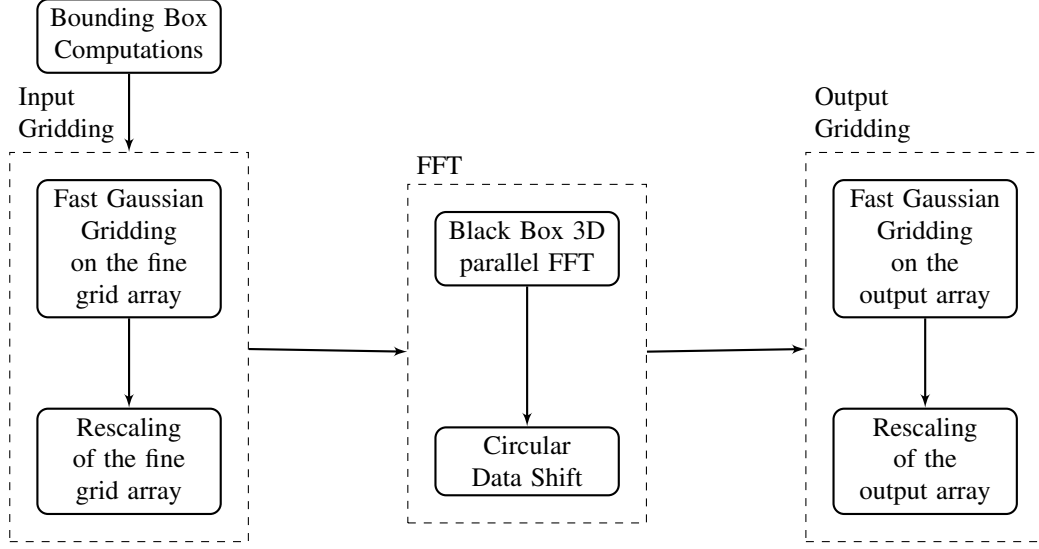 Bounding Box
Computations
Input
Gridding
Fast Gaussian
Gridding
on the fine
grid array
Rescaling
of the fine
grid array
FFT
Black Box 3D
parallel FFT
Circular
Data Shift
Output
Gridding
Fast Gaussian
Gridding
on the
output array
Rescaling
of the
output array